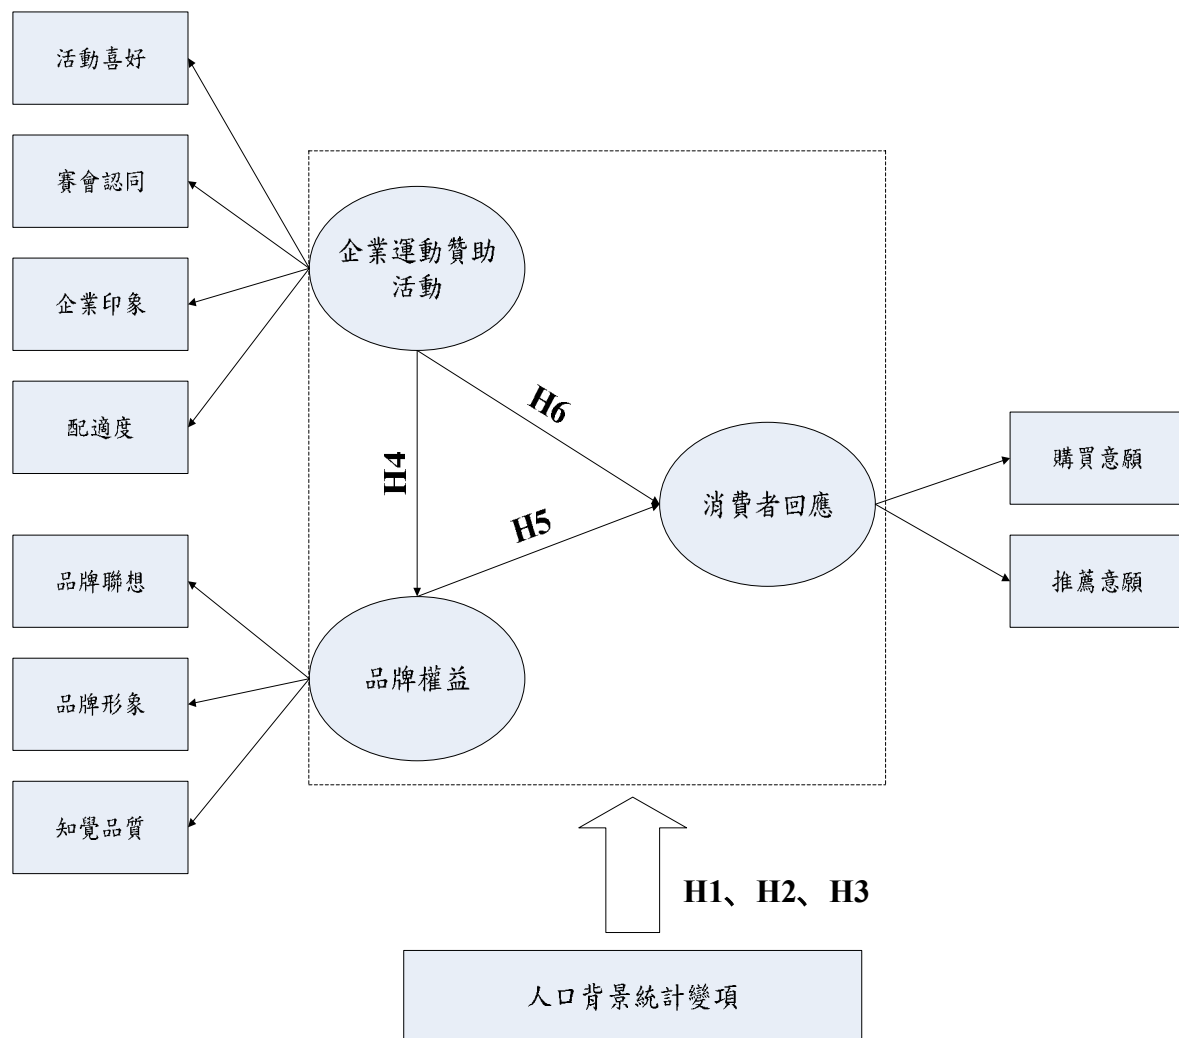 活動喜好
賽會認同
企業印象
配適度
品牌聯想
品牌形象
知覺品質
企業運動贊助
活動
H6
H4
H5
品牌權益
消費者回應
購買意願
推薦意願
H1、H2、H3
人口背景統計變項